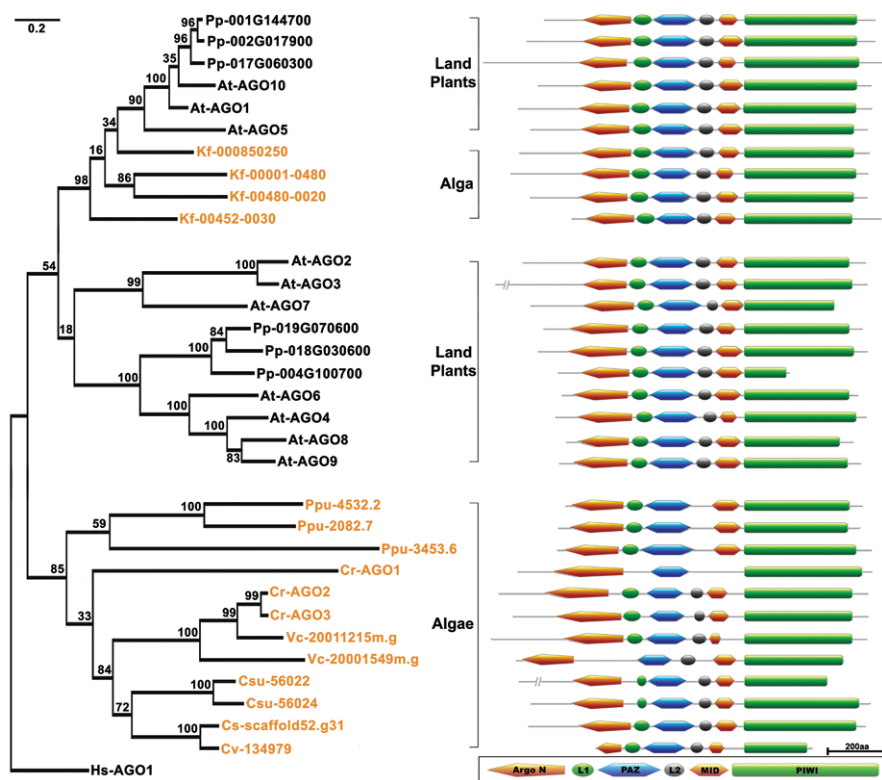 0.2
96
Pp-001G144700
96
Pp-002G017900
35
Pp-017G060300
100
At-AGO10
90
At-AGO1
34
At-AGO5
16
Kf-000850250
98
86
Kf-00001-0480
Kf-00480-0020
Kf-00452-0030
54
100
At-AGO2
99
At-AGO3
At-AGO7
18
84
Pp-019G070600
100
Pp-018G030600
100
Pp-004G100700
100
At-AGO6
100
At-AGO4
At-AGO8
83
At-AGO9
100
Ppu-4532.2
59
Ppu-2082.7
85
Ppu-3453.6
33
Cr-AGO1
99
Cr-AGO2
99
Cr-AGO3
100
Vc-20011215m.g
84
Vc-20001549m.g
100
Csu-56022
72
Csu-56024
100
Cs-scaffold52.g31
Cv-134979
Hs-AGO1
Land
Plants
Alga
Land
Plants
Algae
200aa
Argo N L1 PAZ L2 MID PIWI